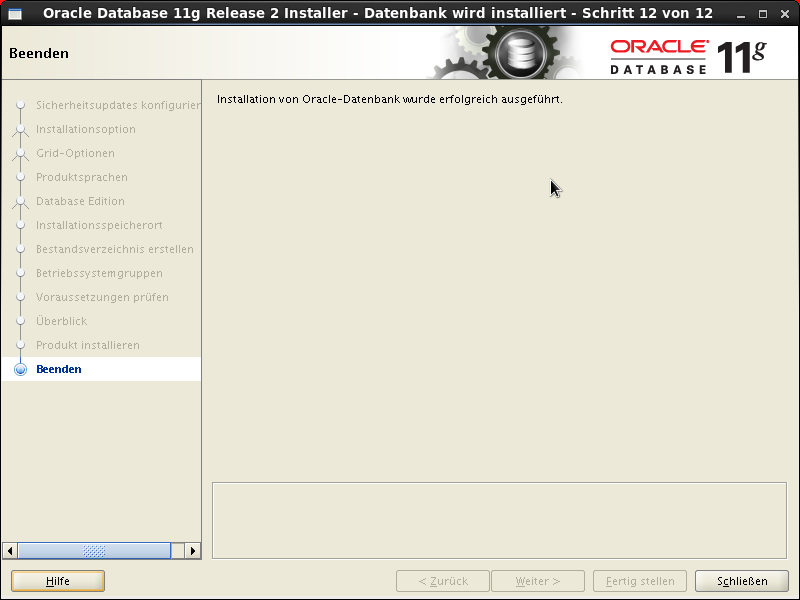 Oracle Database 11g Release 2 Installer - Datenbank wird installiert - Schritt 12 von 12
Beenden
ORACLE
DATABASE 11g
Sicherheitsupdates konfigurier
Installationsoption
Grid-Optionen
Produktsprachen
Database Edition
Installationsspeicherort
Bestandsverzeichnis erstellen
Betriebssystemgruppen
Voraussetzungen prüfen
Überblick
Produkt installieren
Beenden
Installation von Oracle-Datenbank wurde erfolgreich ausgeführt.
Hilfe
< Zurück
Weiter >
Fertig stellen
Schließen